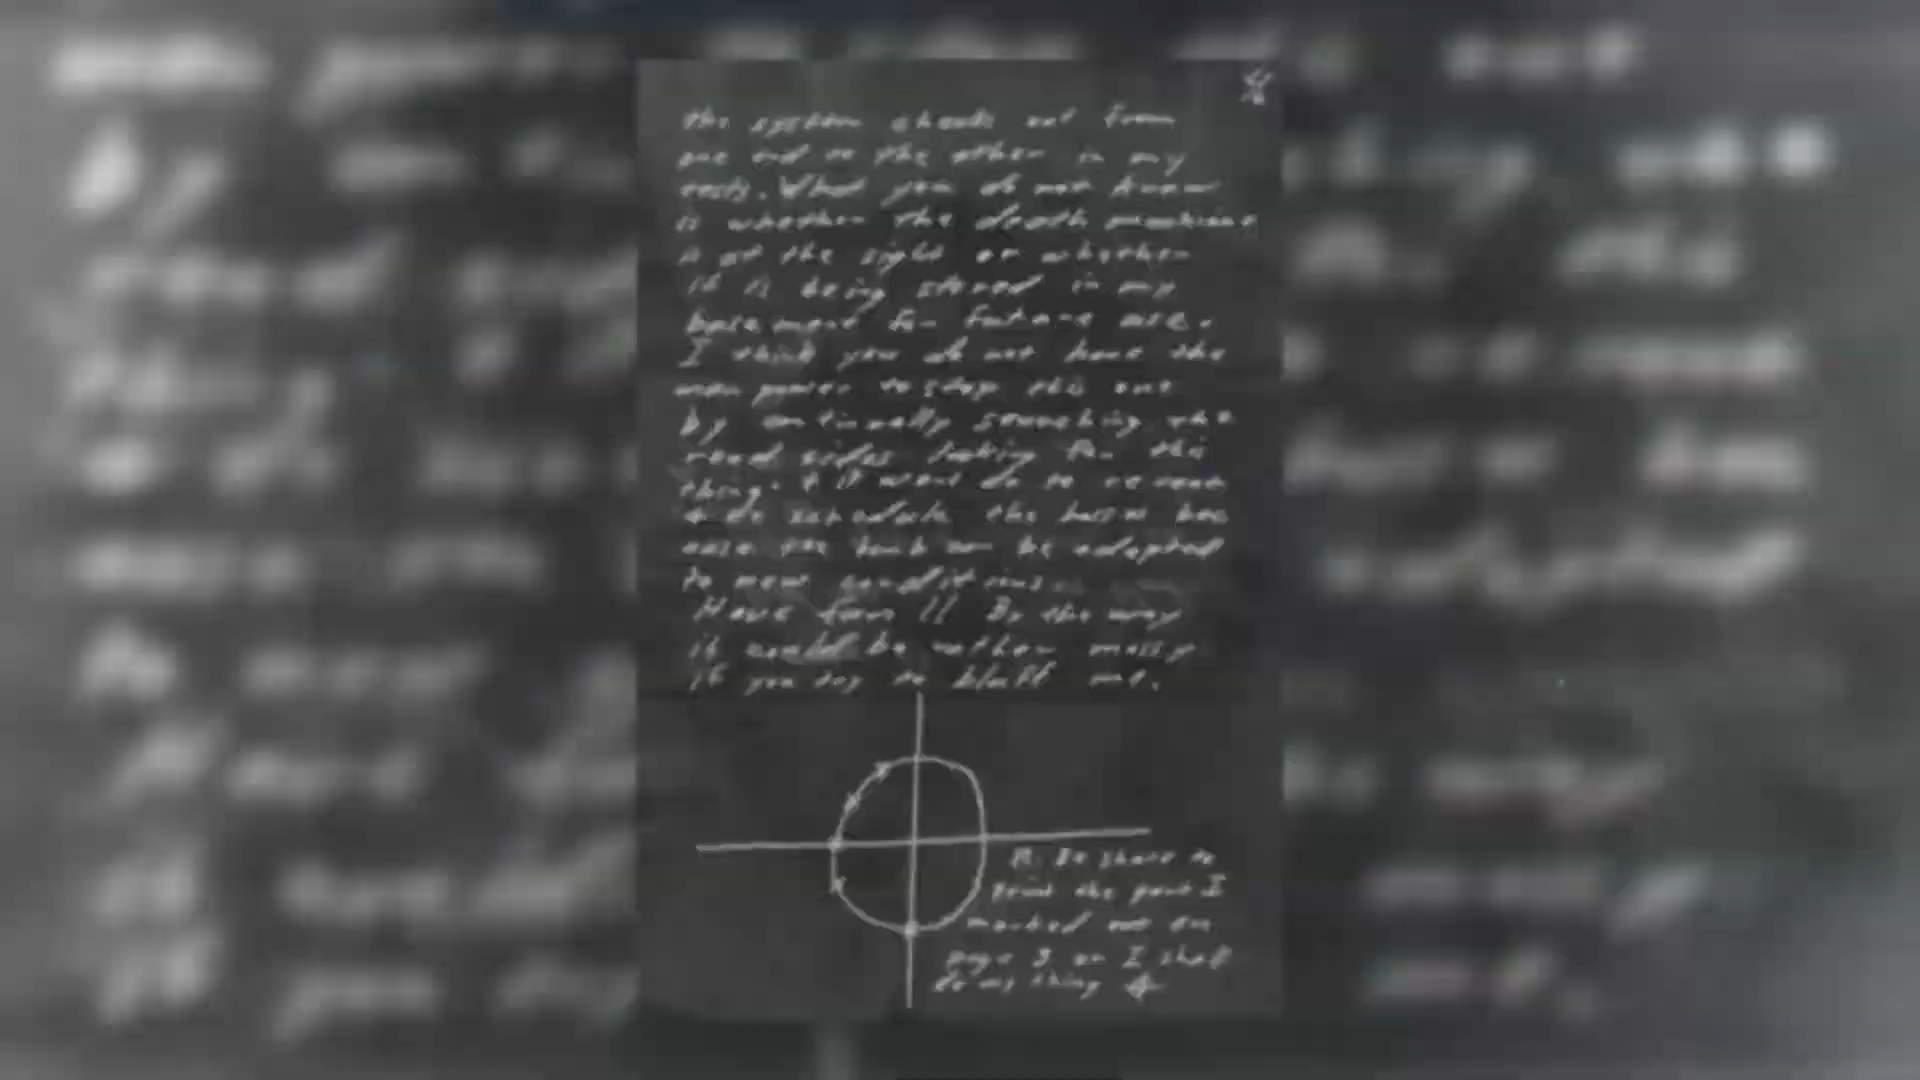 the system checks out from
one end to the other in my
tests. What you do not know
is whether the death machine
is at the sight or whether
it is being stored in my
basement for future use.
I think you do not have the
man power to stop this one
by continually searching the
road sides looking for this
thing. & it wont do to re roat
& re schedule the busses bec
ause the bomb can be adapted
to new conditions.
Have fun!! By the way
it could be rather messy
if you try to bluff me.
PS. Be shure to
print the part I
marked out on
page 3 or I shall
do my thing